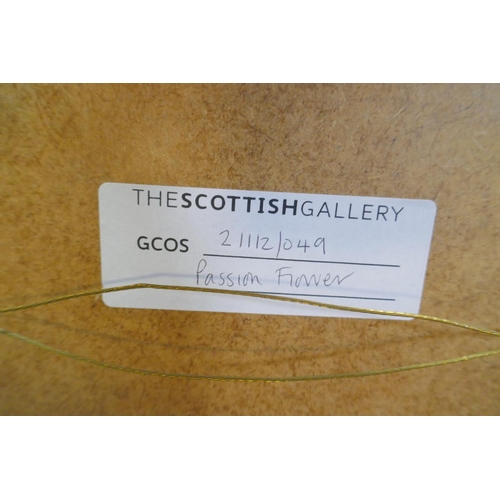 THESCOTTISHGALLERY
GCOS 21112/049
Passion Flower